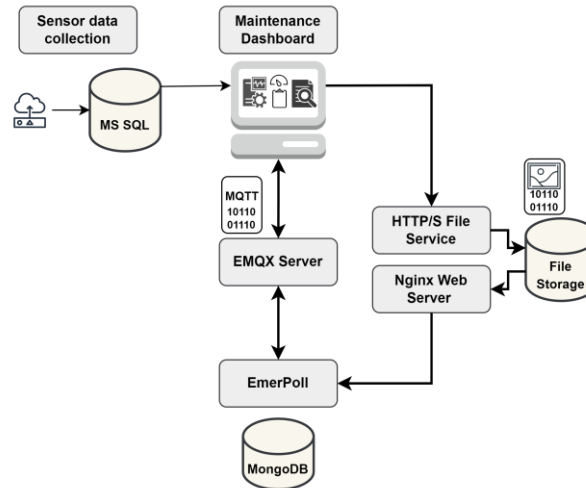 Sensor data
collection
Maintenance
Dashboard
MS SQL
MQTT
10110
01110
EMQX Server
HTTP/S File
Service
10110
01110
File
Storage
Nginx Web
Server
EmerPoll
MongoDB